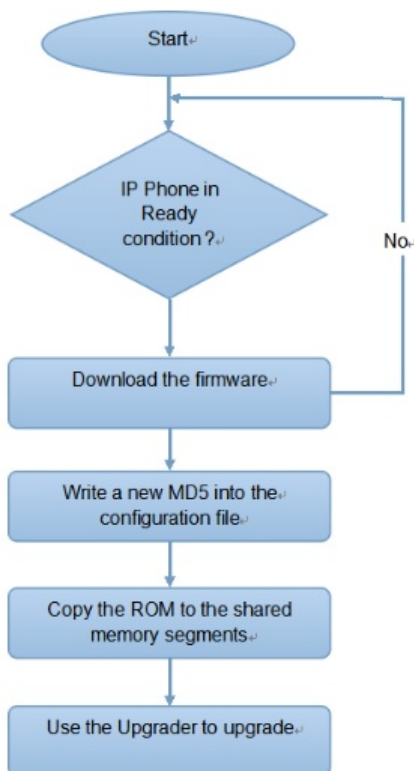 Start
IP Phone in
Ready
condition?
No
Download the firmware
Write a new MD5 into the
configuration file
Copy the ROM to the shared
memory segments
Use the Upgrader to upgrade